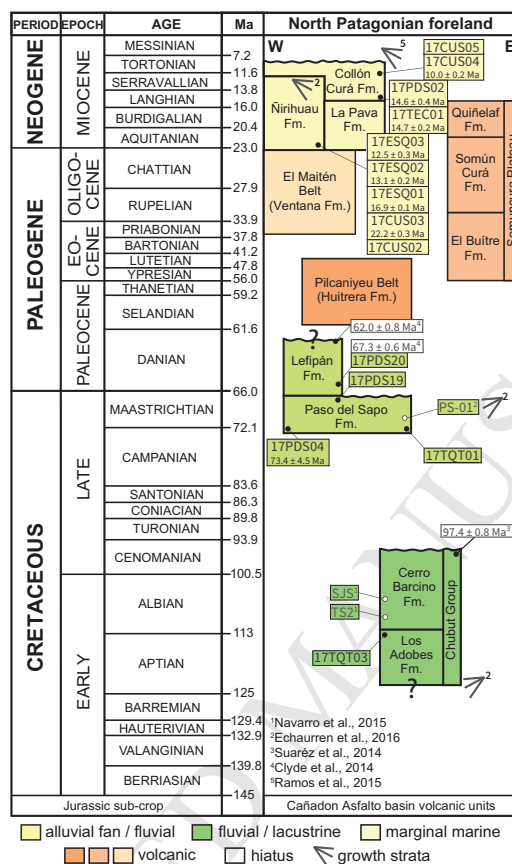 PERIOD EPOCH AGE Ma North Patagonian foreland
NEOGENE
PALEOGENE
CRETACEOUS
MIOCENE
OLIGO-
CENE
EO-
CENE
PALEOCENE
LATE
EARLY
MESSINIAN
7.2
TORTONIAN
11.6
SERRAVALLIAN
13.8
LANGHIAN
16.0
BURDIGALIAN
20.4
AQUITANIAN
23.0
CHATTIAN
27.9
RUPELIAN
33.9
PRIABONIAN
37.8
BARTONIAN
41.2
LUTETIAN
47.8
YPRESIAN
56.0
THANETIAN
59.2
SELANDIAN
61.6
DANIAN
66.0
MAASTRICHTIAN
72.1
CAMPANIAN
83.6
SANTONIAN
86.3
CONIACIAN
89.8
TURONIAN
93.9
CENOMANIAN
100.5
ALBIAN
113
APTIAN
125
BARREMIAN
129.4
HAUTERIVIAN
132.9
VALANGINIAN
139.8
BERRIASIAN
145
W
E
5
17CUS05
17CUS04
10.0 ± 0.2 Ma
Collón
Curá Fm.
2
17PDS02
14.6 ± 0.4 Ma
17TEC01
14.7 ± 0.2 Ma
Ñirihuau
Fm.
La Pava
Fm.
17ESQ03
12.5 ± 0.3 Ma
17ESQ02
13.1 ± 0.2 Ma
17ESQ01
16.9 ± 0.1 Ma
17CUS03
22.2 ± 0.3 Ma
17CUS02
Quiñelaf
Fm.
Somún
Curá
Fm.
El Buítre
Fm.
El Maitén
Belt
(Ventana Fm.)
Pilcaniyeu Belt
(Huitrera Fm.)
?
62.0 ± 0.8 Ma⁴
67.3 ± 0.6 Ma⁴
Lefipán
Fm.
17PDS20
17PDS19
PS-01²
2
Paso del Sapo
Fm.
17PDS04
73.4 ± 4.5 Ma
17TQT01
97.4 ± 0.8 Ma³
Cerro
Barcino
Fm.
Chubut Group
SJS¹
TS2¹
17TQT03
Los
Adobes
Fm.
?
2
¹Navarro et al., 2015
²Echaurren et al., 2016
³Suaréz et al., 2014
⁴Clyde et al., 2014
⁵Ramos et al., 2015
Jurassic sub-crop Cañadon Asfalto basin volcanic units
alluvial fan / fluvial fluvial / lacustrine marginal marine
volcanic hiatus growth strata